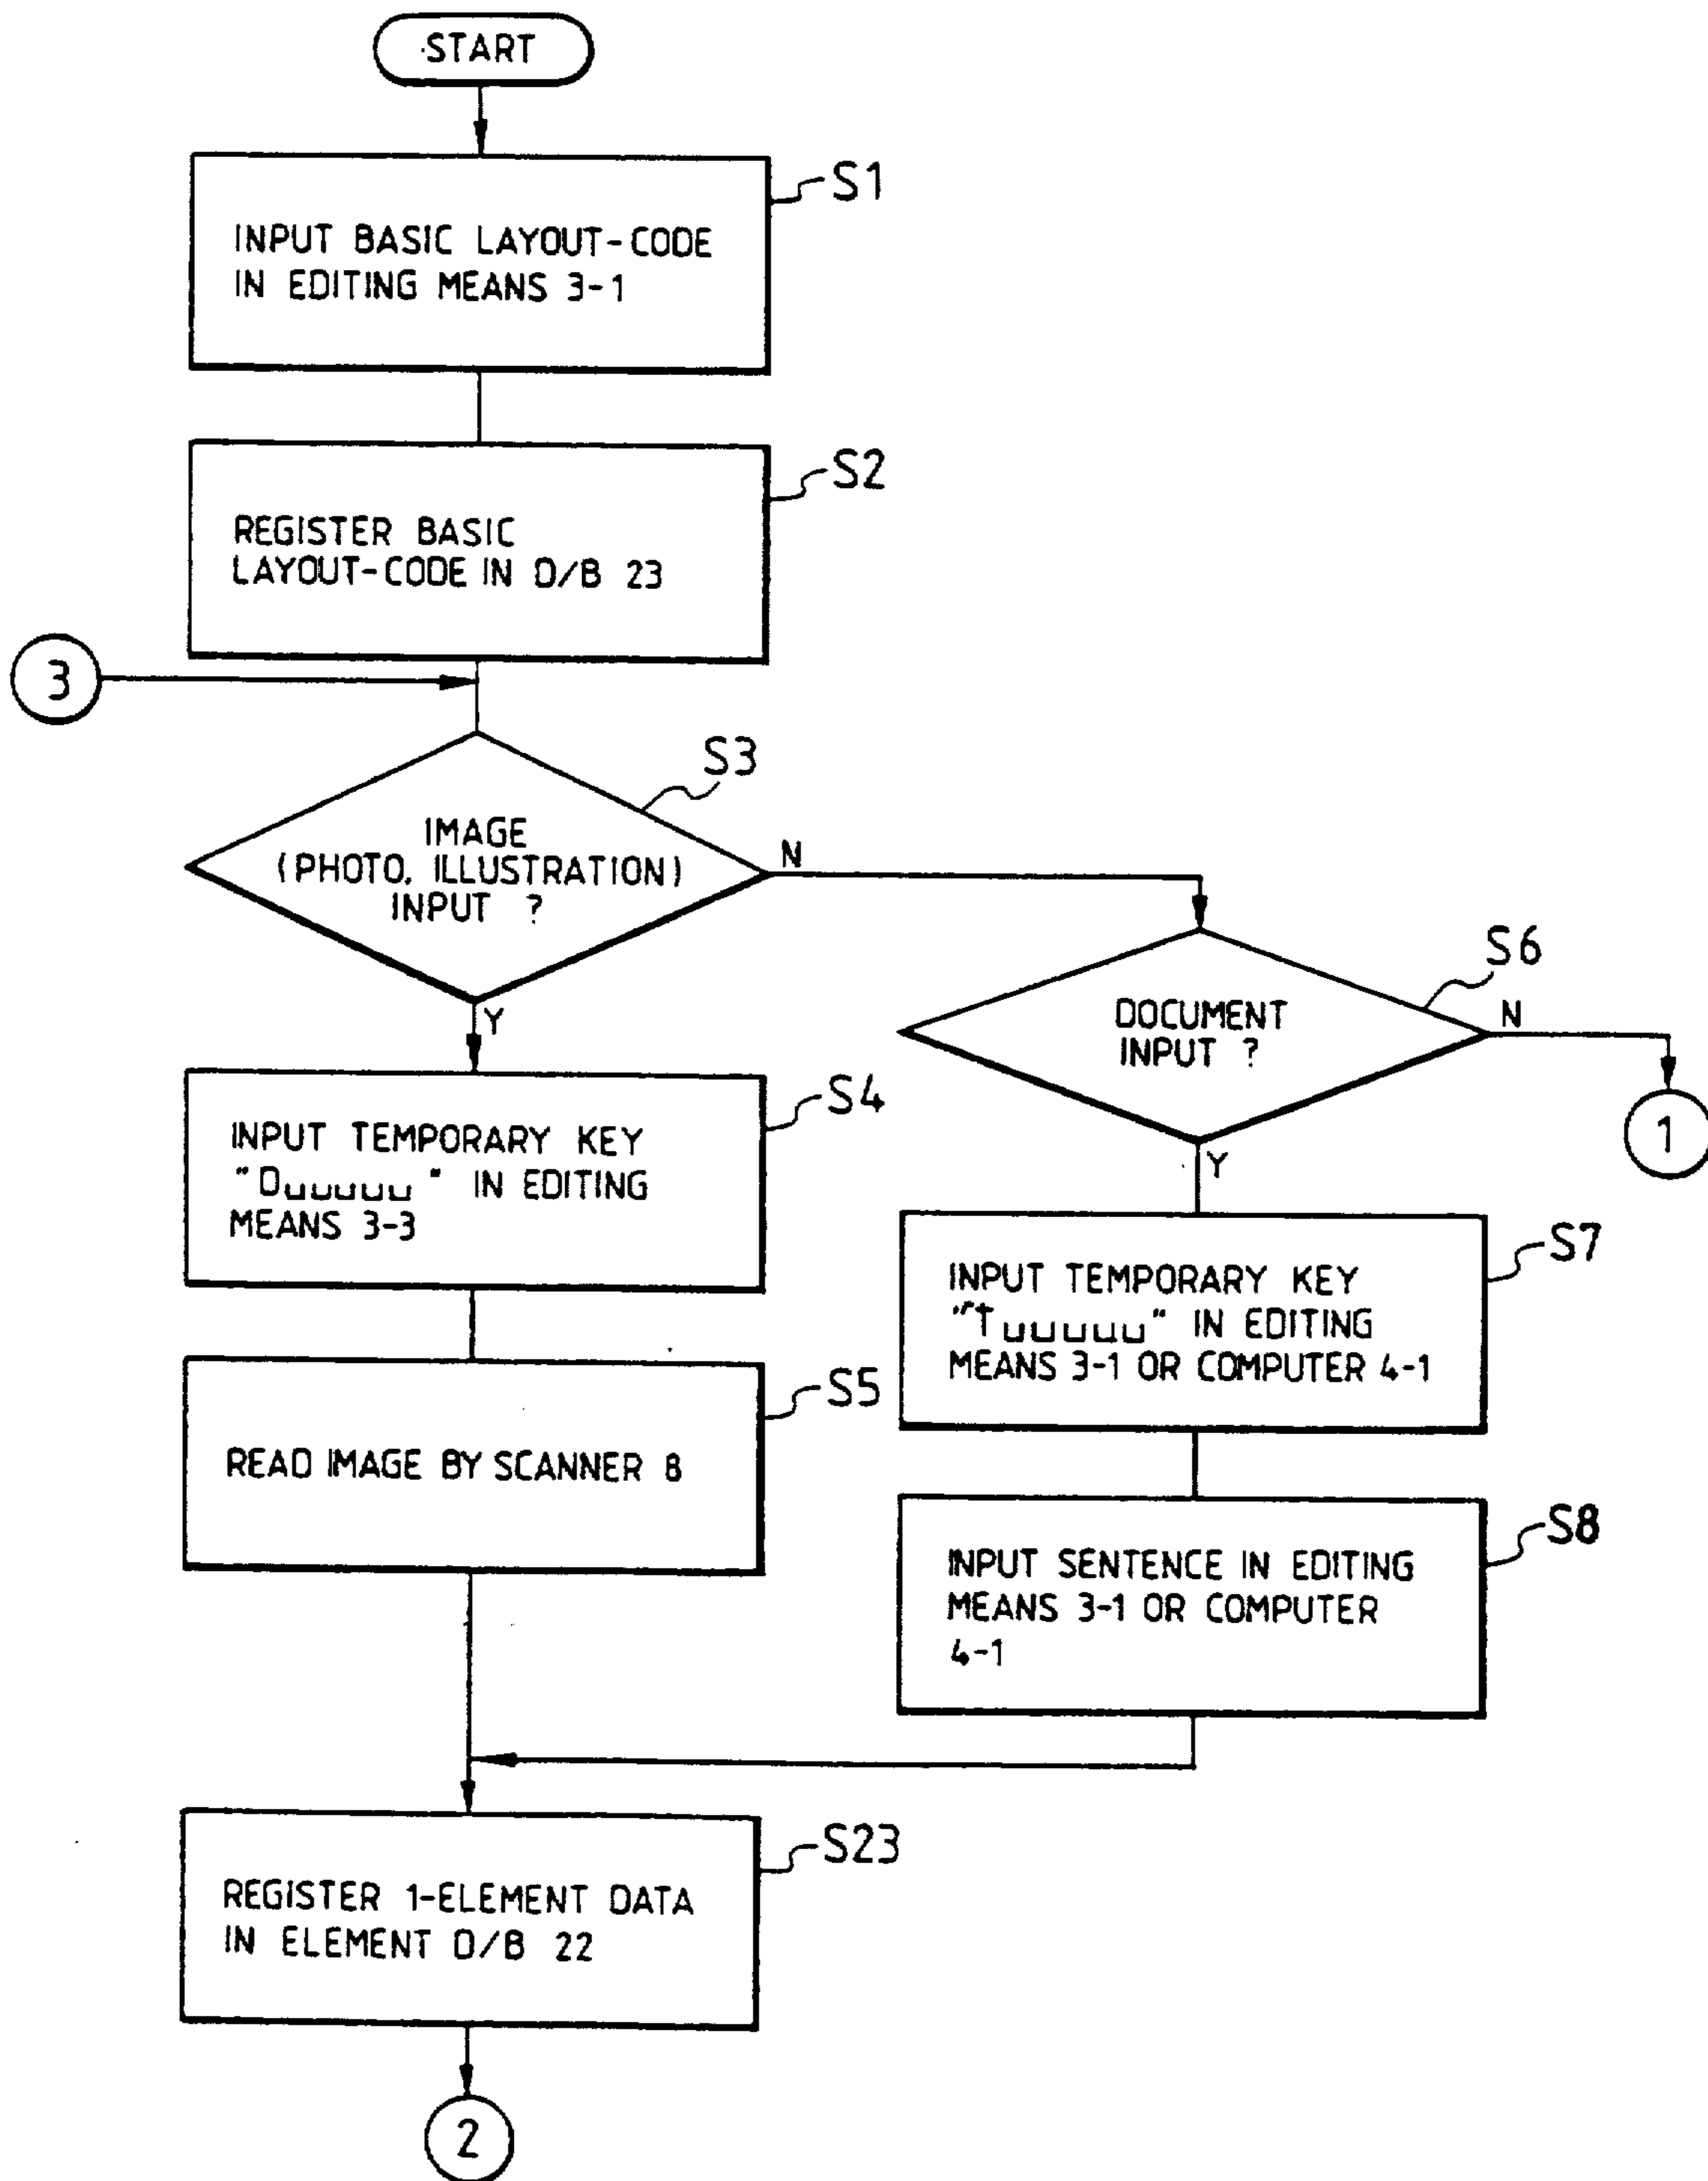 START
S1
INPUT BASIC LAYOUT-CODE
IN EDITING MEANS 3-1
S2
REGISTER BASIC
LAYOUT-CODE IN D/B 23
3
S3
IMAGE
(PHOTO, ILLUSTRATION)
INPUT ?
N
Y
S6
DOCUMENT
INPUT ?
N
1
Y
S4
INPUT TEMPORARY KEY
"D␣␣␣␣␣" IN EDITING
MEANS 3-3
S7
INPUT TEMPORARY KEY
"T␣␣␣␣␣" IN EDITING
MEANS 3-1 OR COMPUTER 4-1
S5
READ IMAGE BY SCANNER 8
S8
INPUT SENTENCE IN EDITING
MEANS 3-1 OR COMPUTER
4-1
S23
REGISTER 1-ELEMENT DATA
IN ELEMENT D/B 22
2